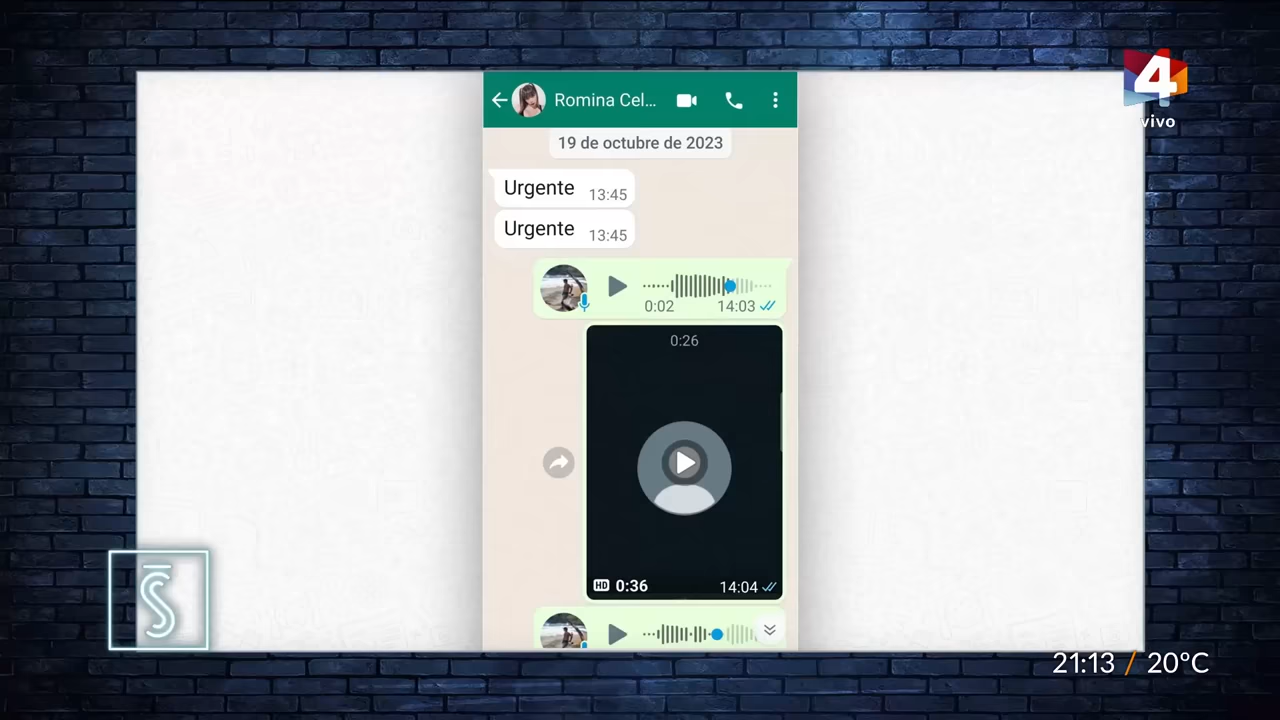 Romina Cel...
19 de octubre de 2023
Urgente 13:45
Urgente 13:45
0:02 14:03
0:26
HD 0:36 14:04
4
vivo
S
21:13 / 20°C